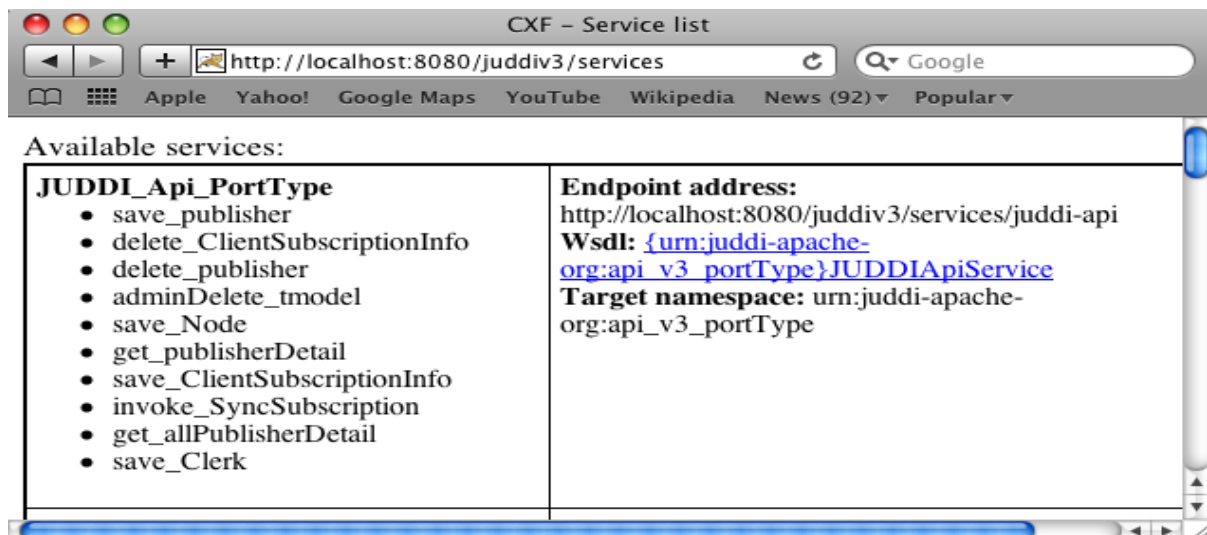 CXF – Service list
http://localhost:8080/juddiv3/services
Google
Apple Yahoo! Google Maps YouTube Wikipedia News (92) Popular
Available services:
JUDDI_Api_PortType
• save_publisher
• delete_ClientSubscriptionInfo
• delete_publisher
• adminDelete_tmodel
• save_Node
• get_publisherDetail
• save_ClientSubscriptionInfo
• invoke_SyncSubscription
• get_allPublisherDetail
• save_Clerk
Endpoint address:
http://localhost:8080/juddiv3/services/juddi-api
Wsdl: {urn:juddi-apache-
org:api_v3_portType}JUDDIApiService
Target namespace: urn:juddi-apache-
org:api_v3_portType